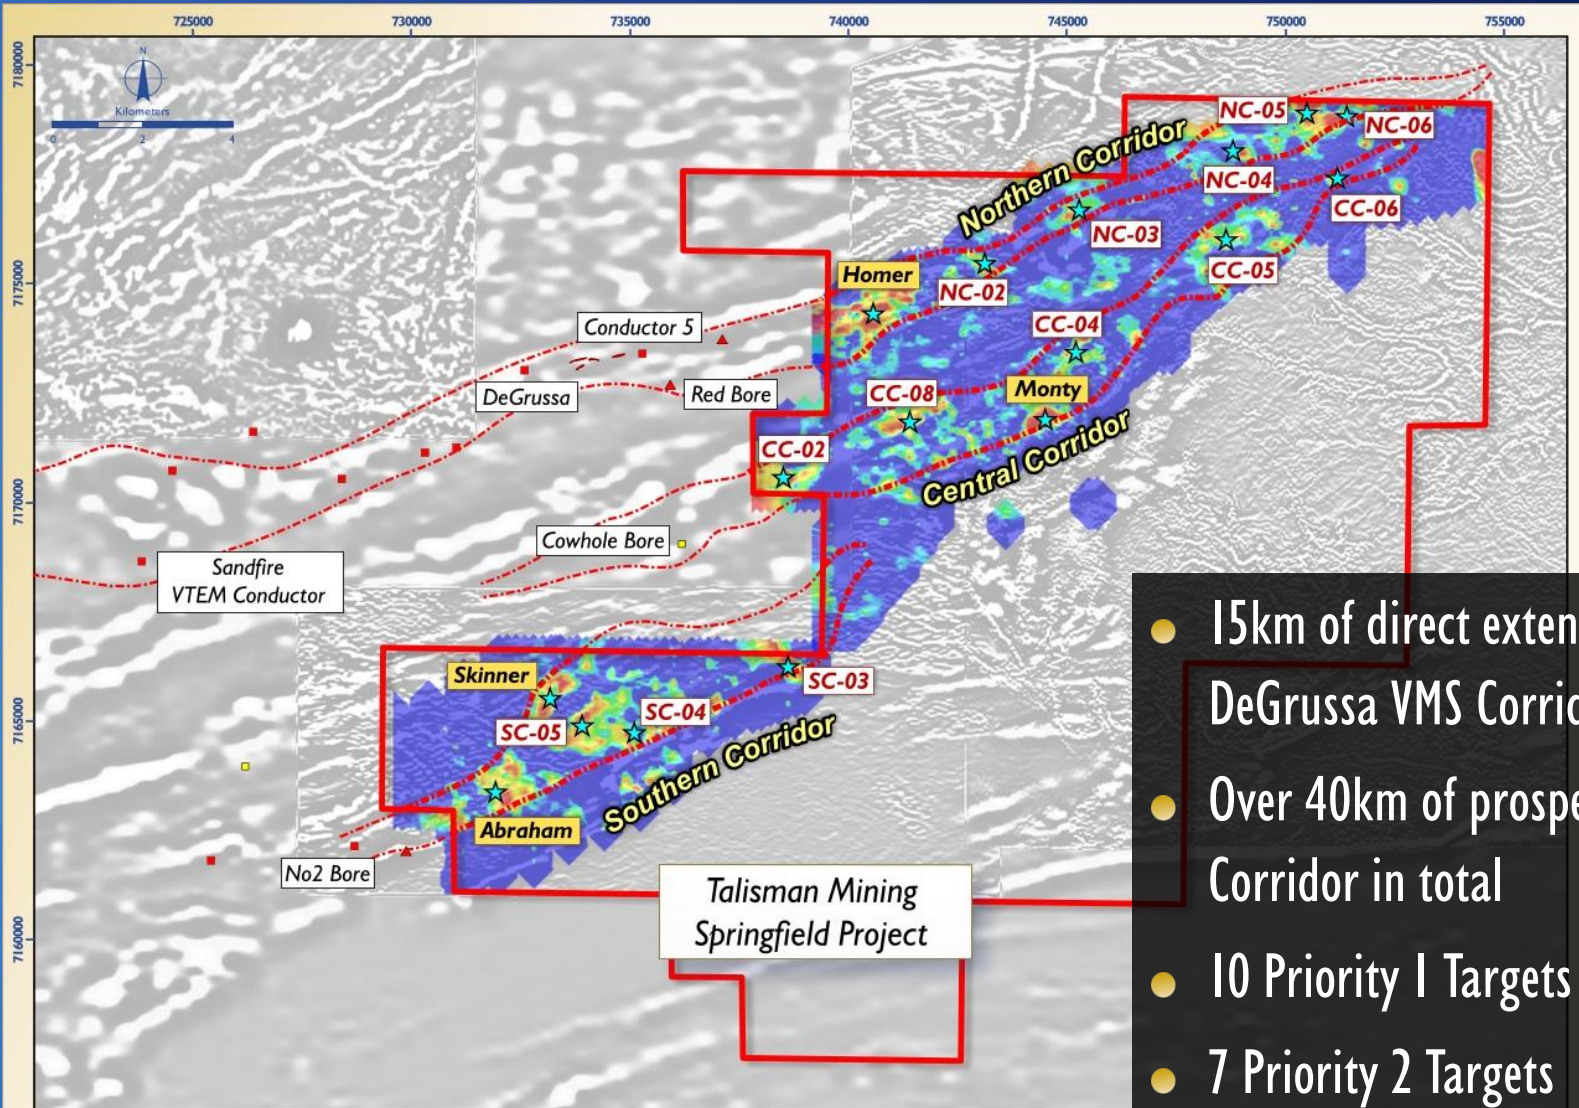 725000
730000
735000
740000
745000
750000
755000
7180000
7175000
7170000
7165000
7160000
N
Kilometers
0 2 4
NC-05
NC-06
Northern Corridor
NC-04
CC-06
NC-03
CC-05
Homer
NC-02
Conductor 5
CC-04
DeGrussa
Red Bore
CC-08
Monty
CC-02
Central Corridor
Cowhole Bore
Sandfire
VTEM Conductor
Skinner
SC-03
SC-04
SC-05
Southern Corridor
Abraham
No2 Bore
Talisman Mining
Springfield Project
15km of direct exten
DeGrussa VMS Corrid
Over 40km of prospe
Corridor in total
10 Priority 1 Targets
7 Priority 2 Targets